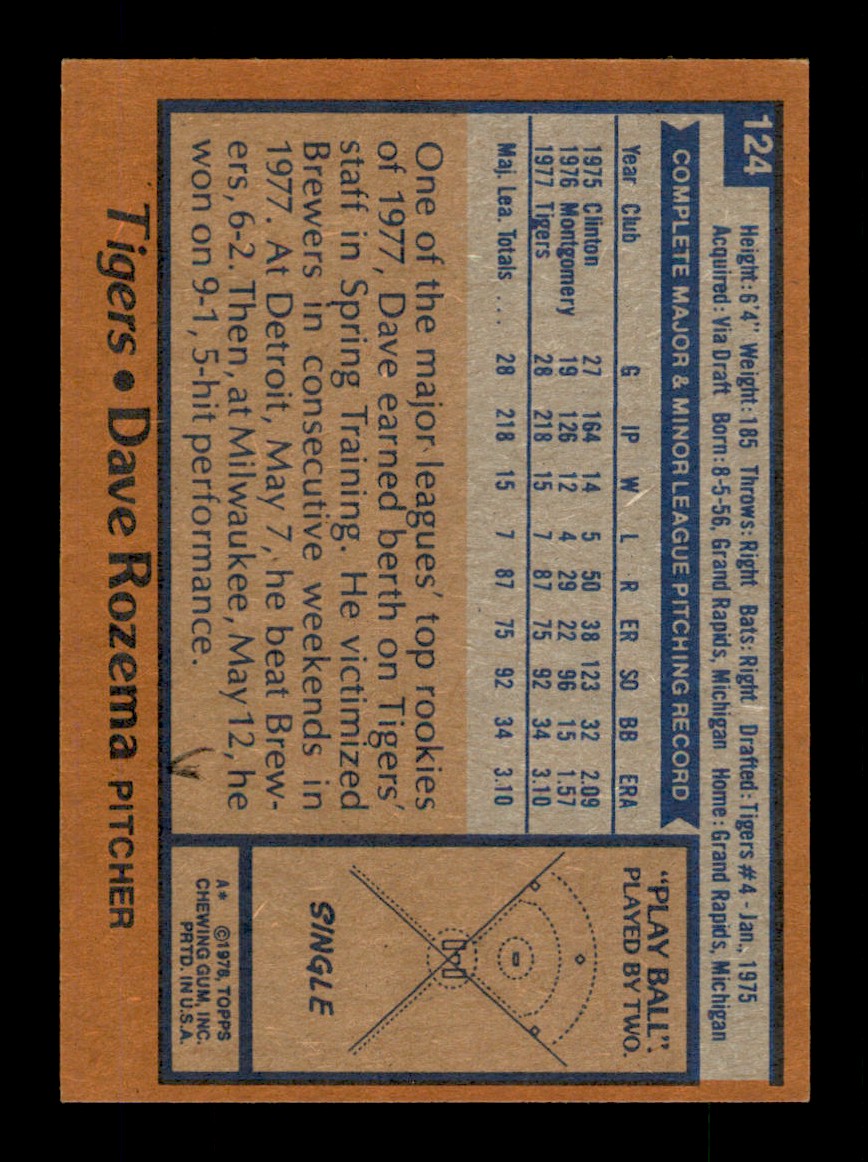 124
Height: 6'4" Weight: 185 Throws: Right Bats: Right Drafted: Tigers #4 - Jan., 1975
Acquired: Via Draft Born: 8-5-56, Grand Rapids, Michigan Home: Grand Rapids, Michigan
COMPLETE MAJOR & MINOR LEAGUE PITCHING RECORD
Year Club G IP W L R ER SO BB ERA
1975 Clinton 27 164 14 5 50 38 123 32 2.09
1976 Montgomery 19 126 12 4 29 22 96 15 1.57
1977 Tigers 28 218 15 7 87 75 92 34 3.10
Maj. Lea. Totals . . . 28 218 15 7 87 75 92 34 3.10
One of the major leagues' top rookies
of 1977, Dave earned berth on Tigers'
staff in Spring Training. He victimized
Brewers in consecutive weekends in
1977. At Detroit, May 7, he beat Brew-
ers, 6-2. Then, at Milwaukee, May 12, he
won on 9-1, 5-hit performance.
"PLAY BALL":
PLAYED BY TWO.
SINGLE
A* ©1978, TOPPS
CHEWING GUM, INC.
PRTD. IN U.S.A.
Tigers • Dave Rozema PITCHER